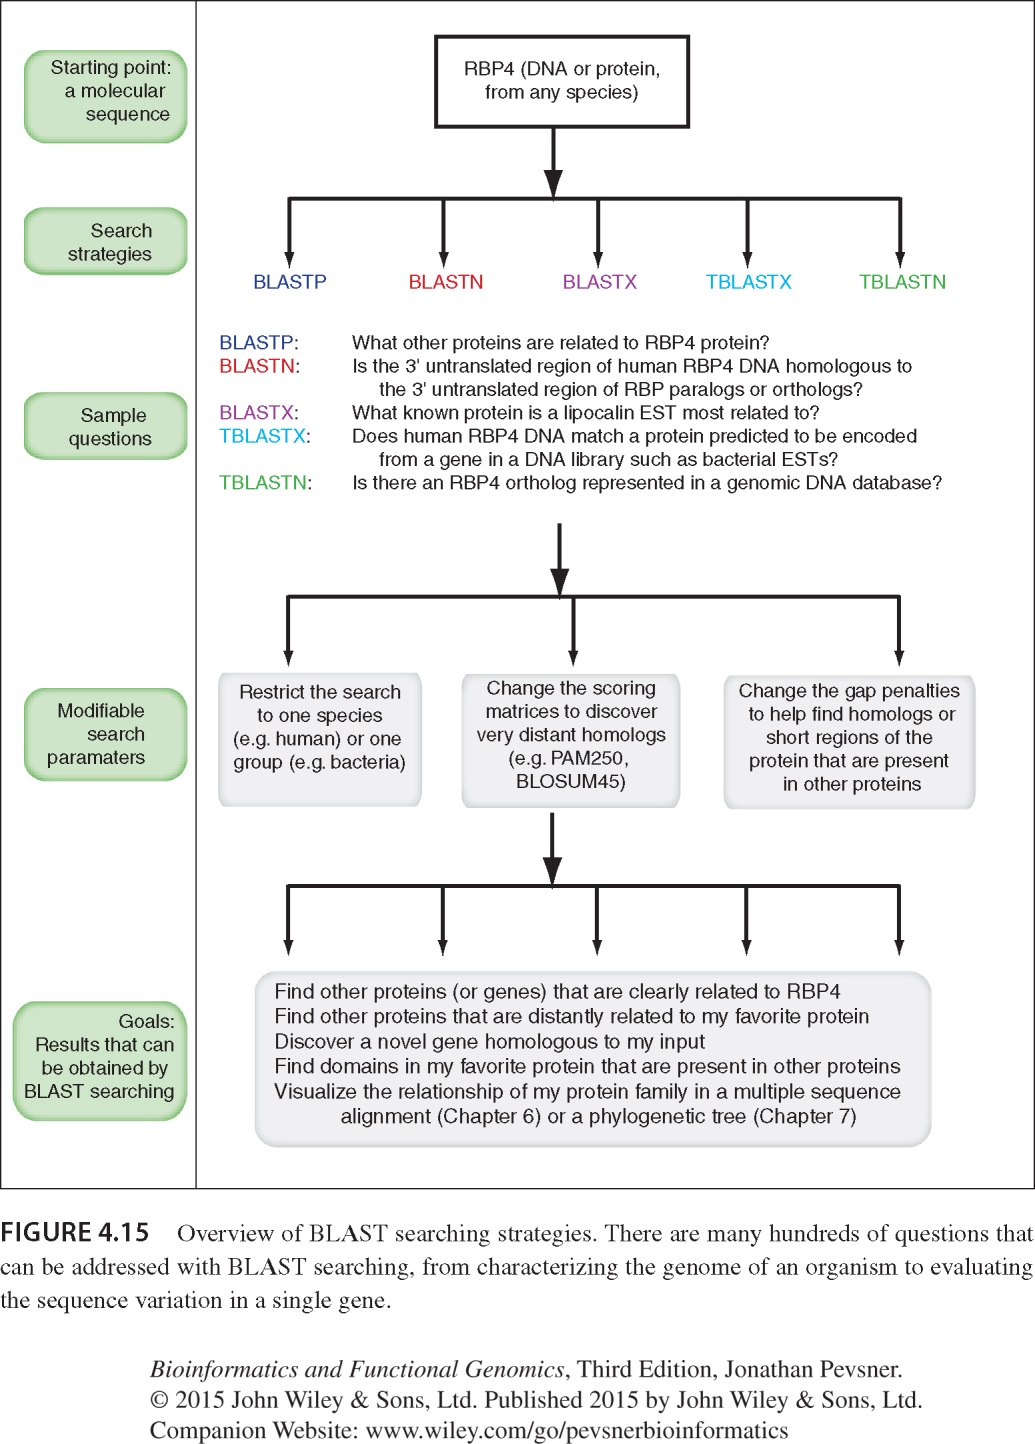 Starting point:
a molecular
sequence
RBP4 (DNA or protein,
from any species)
Search
strategies
BLASTP
BLASTN
BLASTX
TBLASTX
TBLASTN
Sample
questions
BLASTP: What other proteins are related to RBP4 protein?
BLASTN: Is the 3' untranslated region of human RBP4 DNA homologous to
the 3' untranslated region of RBP paralogs or orthologs?
BLASTX: What known protein is a lipocalin EST most related to?
TBLASTX: Does human RBP4 DNA match a protein predicted to be encoded
from a gene in a DNA library such as bacterial ESTs?
TBLASTN: Is there an RBP4 ortholog represented in a genomic DNA database?
Modifiable
search
paramaters
Restrict the search
to one species
(e.g. human) or one
group (e.g. bacteria)
Change the scoring
matrices to discover
very distant homologs
(e.g. PAM250,
BLOSUM45)
Change the gap penalties
to help find homologs or
short regions of the
protein that are present
in other proteins
Goals:
Results that can
be obtained by
BLAST searching
Find other proteins (or genes) that are clearly related to RBP4
Find other proteins that are distantly related to my favorite protein
Discover a novel gene homologous to my input
Find domains in my favorite protein that are present in other proteins
Visualize the relationship of my protein family in a multiple sequence
alignment (Chapter 6) or a phylogenetic tree (Chapter 7)
FIGURE 4.15 Overview of BLAST searching strategies. There are many hundreds of questions that
can be addressed with BLAST searching, from characterizing the genome of an organism to evaluating
the sequence variation in a single gene.
Bioinformatics and Functional Genomics, Third Edition, Jonathan Pevsner.
© 2015 John Wiley & Sons, Ltd. Published 2015 by John Wiley & Sons, Ltd.
Companion Website: www.wiley.com/go/pevsnerbioinformatics